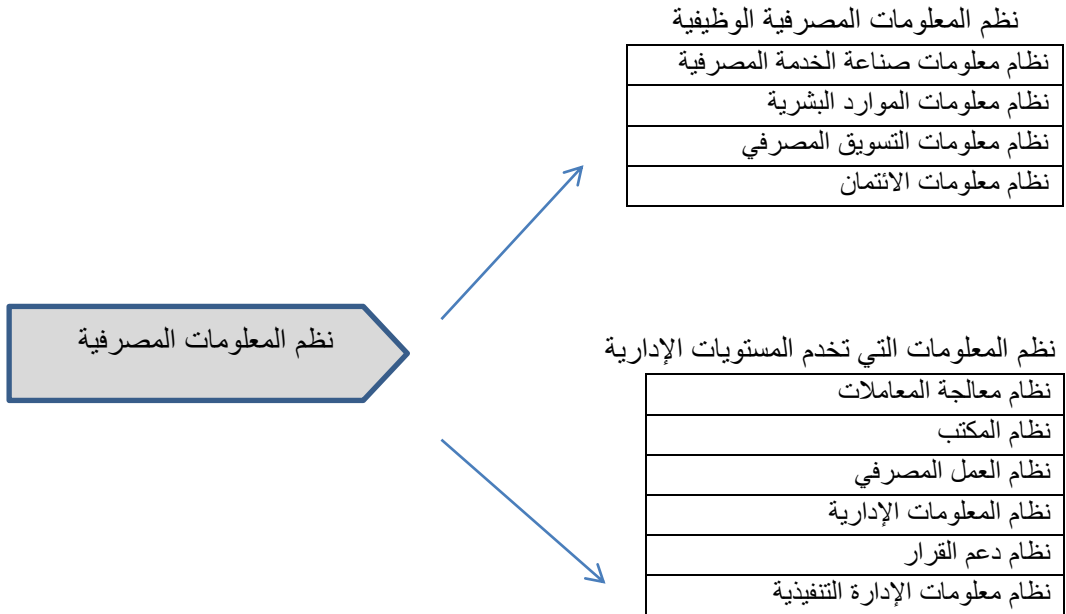 نظم المعلومات المصرفية الوظيفية
نظام معلومات صناعة الخدمة المصرفية
نظام معلومات الموارد البشرية
نظام معلومات التسويق المصرفي
نظام معلومات الائتمان
نظم المعلومات المصرفية
نظم المعلومات التي تخدم المستويات الإدارية
نظام معالجة المعاملات
نظام المكتب
نظام العمل المصرفي
نظام المعلومات الإدارية
نظام دعم القرار
نظام معلومات الإدارة التنفيذية